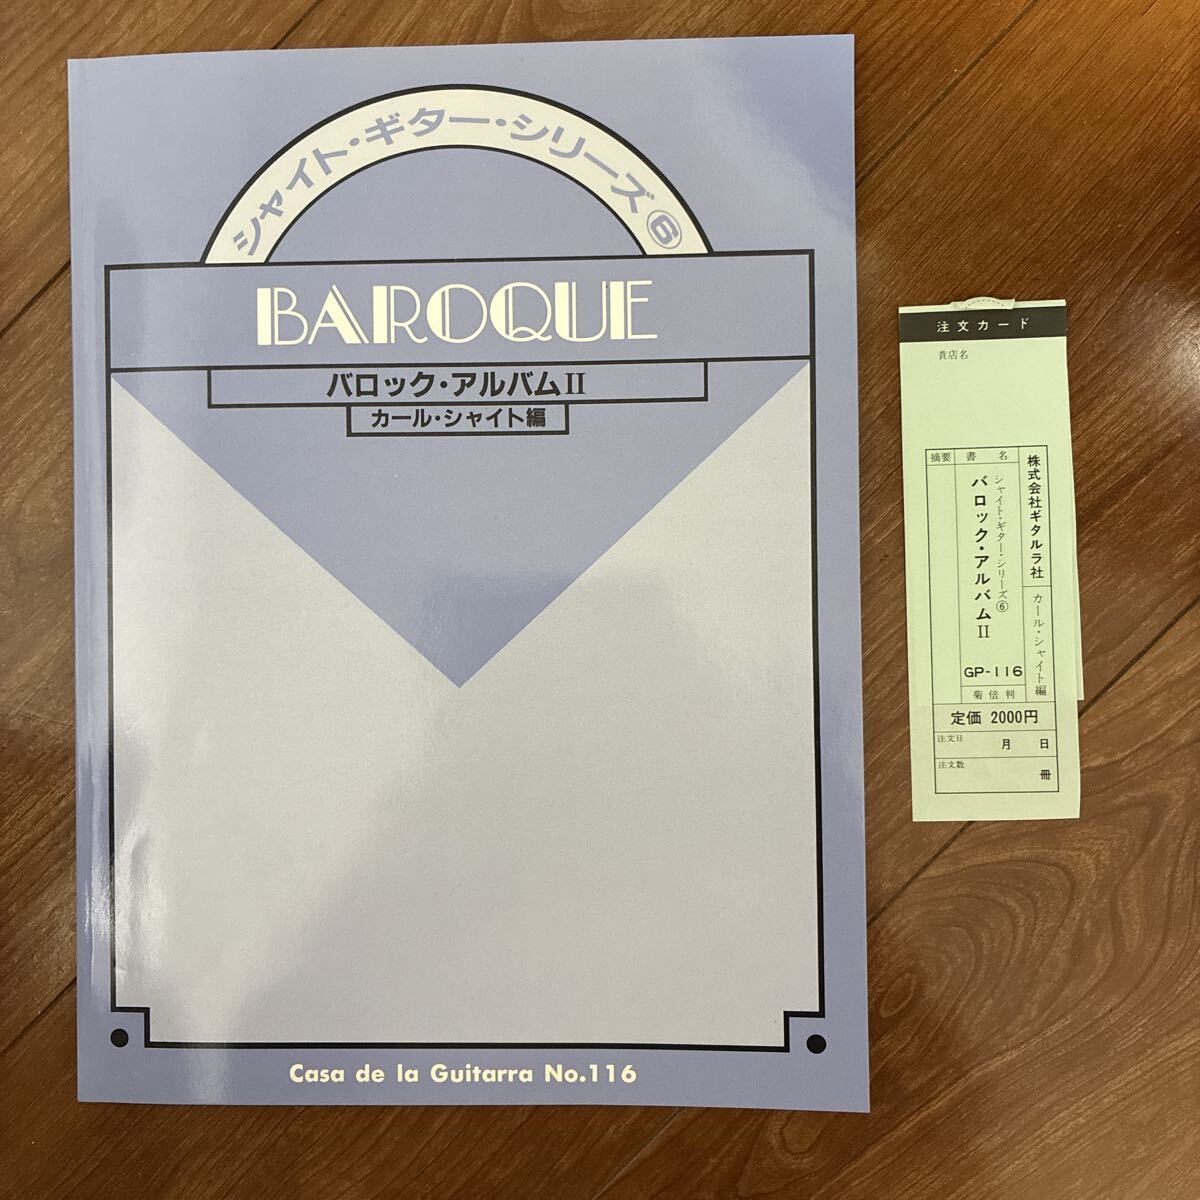 シャイト・ギター・シリーズ⑥
BAROQUE
バロック・アルバムII
カール・シャイト編
Casa de la Guitarra No.116
注文カード
貴店名
株式会社ギタルラ社
カール・シャイト編
書名
シャイト・ギター・シリーズ⑥
バロック・アルバムII
GP-116
菊倍判
摘要
定価 2000円
注文日 月 日
注文数 冊